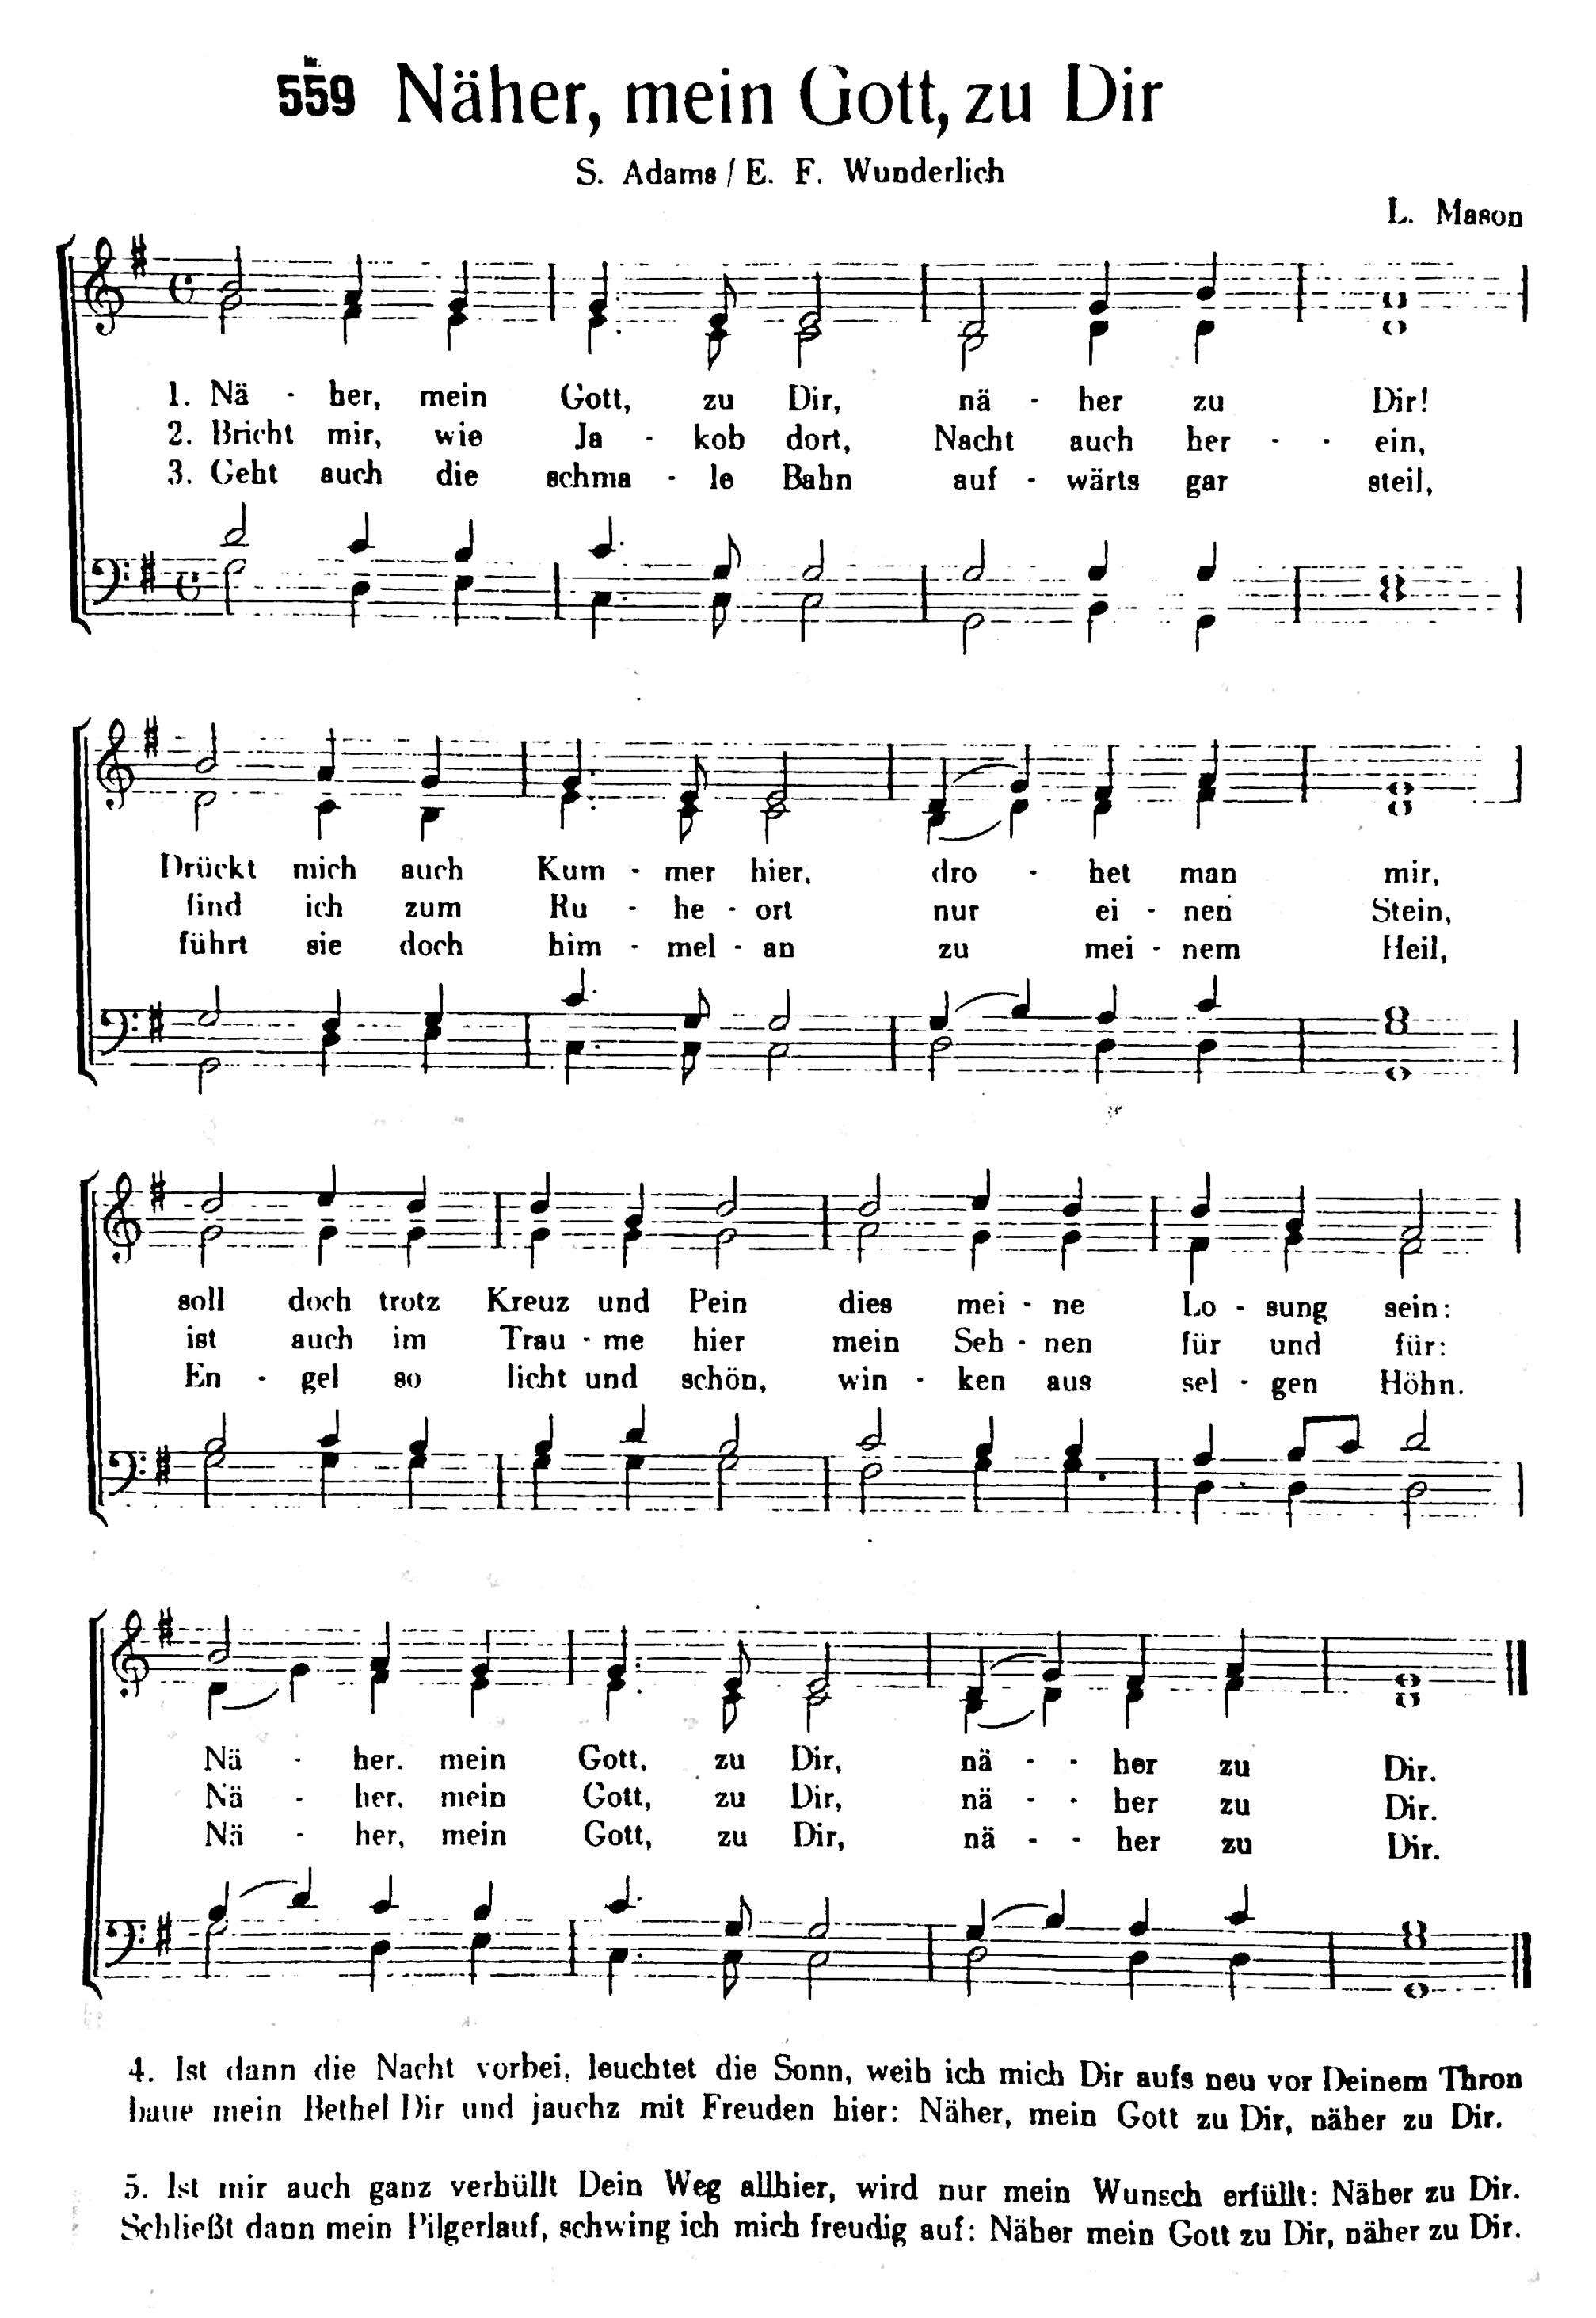 Nr.
559 Näher, mein Gott, zu Dir
S. Adams / E. F. Wunderlich
L. Mason
1. Nä - her, mein Gott, zu Dir, nä - her zu Dir!
2. Bricht mir, wie Ja - kob dort, Nacht auch her - - ein,
3. Geht auch die schma - le Bahn auf - wärts gar steil,
Drückt mich auch Kum - mer hier, dro - het man mir,
find ich zum Ru - he - ort nur ei - nen Stein,
führt sie doch him - mel - an zu mei - nem Heil,
soll doch trotz Kreuz und Pein dies mei - ne Lo - sung sein:
ist auch im Trau - me hier mein Seh - nen für und für:
En - gel so licht und schön, win - ken aus sel - gen Höhn.
Nä - her. mein Gott, zu Dir, nä - - her zu Dir.
Nä - her, mein Gott, zu Dir, nä - - her zu Dir.
Nä - her, mein Gott, zu Dir, nä - - her zu Dir.
4. Ist dann die Nacht vorbei, leuchtet die Sonn, weih ich mich Dir aufs neu vor Deinem Thron
baue mein Bethel Dir und jauchz mit Freuden hier: Näher, mein Gott zu Dir, näher zu Dir.
5. Ist mir auch ganz verhüllt Dein Weg allhier, wird nur mein Wunsch erfüllt: Näher zu Dir.
Schließt dann mein Pilgerlauf, schwing ich mich freudig auf: Näher mein Gott zu Dir, näher zu Dir.